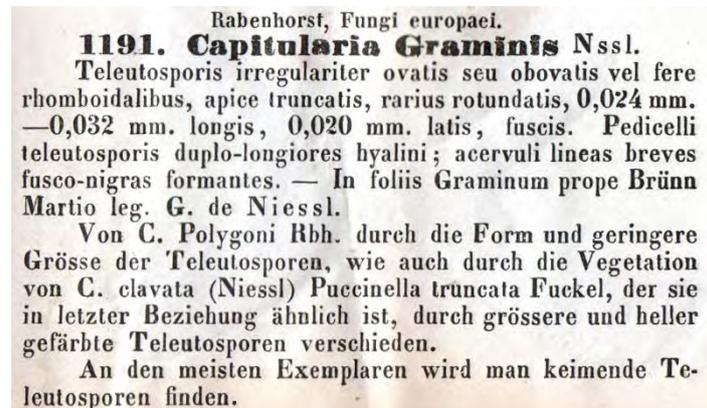 Rabenhorst, Fungi europaei.
1191. Capitularia Graminis Nssl.
Teleutosporis irregulariter ovatis seu obovatis vel fere
rhomboidalibus, apice truncatis, rarius rotundatis, 0,024 mm.
—0,032 mm. longis, 0,020 mm. latis, fuscis. Pedicelli
teleutosporis duplo-longiores hyalini; acervuli lineas breves
fusco-nigras formantes. — In foliis Graminum prope Brünn
Martio leg. G. de Niessl.
Von C. Polygoni Rbh. durch die Form und geringere
Grösse der Teleutosporen, wie auch durch die Vegetation
von C. clavata (Niessl) Puccinella truncata Fuckel, der sie
in letzter Beziehung ähnlich ist, durch grössere und heller
gefärbte Teleutosporen verschieden.
An den meisten Exemplaren wird man keimende Te-
leutosporen finden.